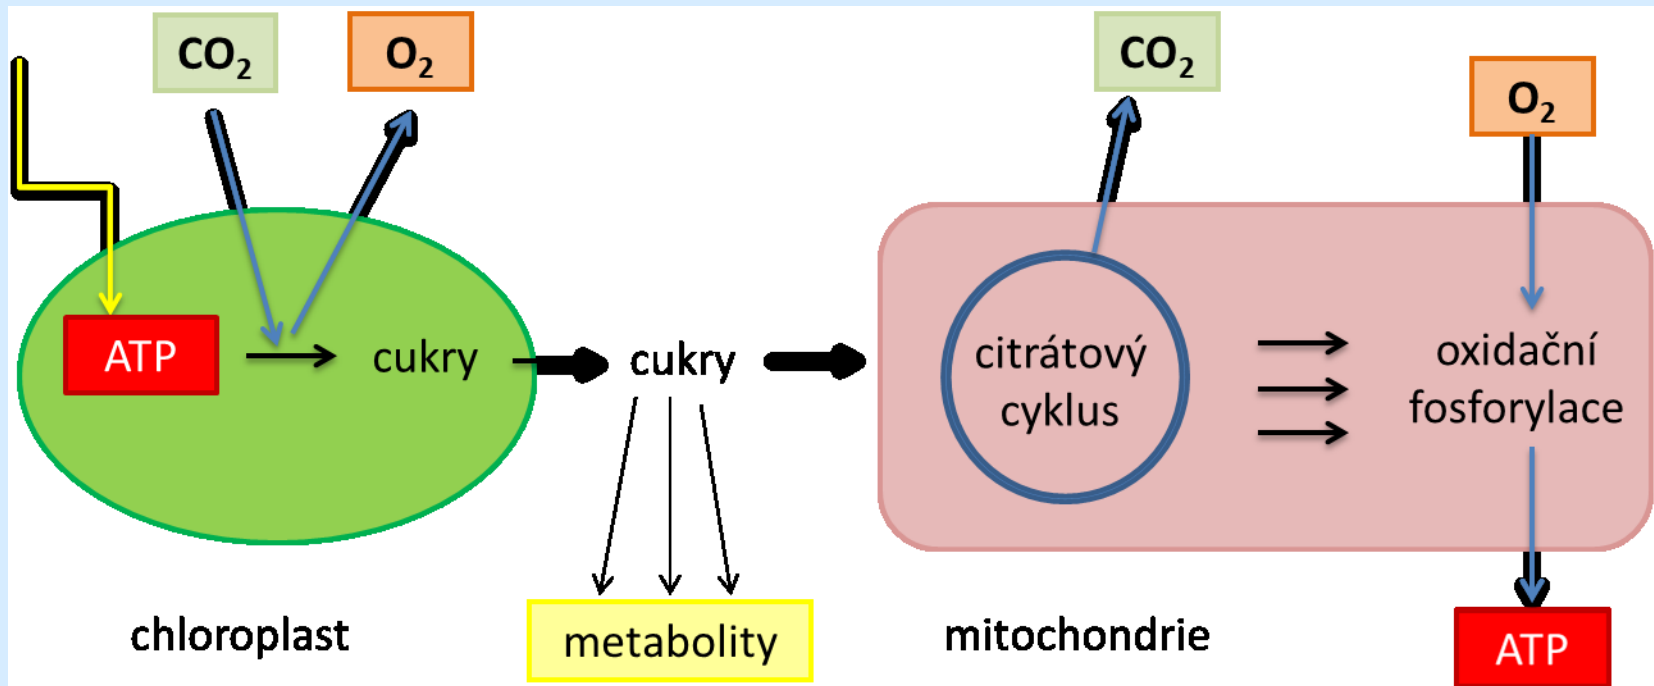 CO₂
O₂
CO₂
O₂
ATP
cukry
cukry
citrátový
cyklus
oxidační
fosforylace
chloroplast
metabolity
mitochondrie
ATP